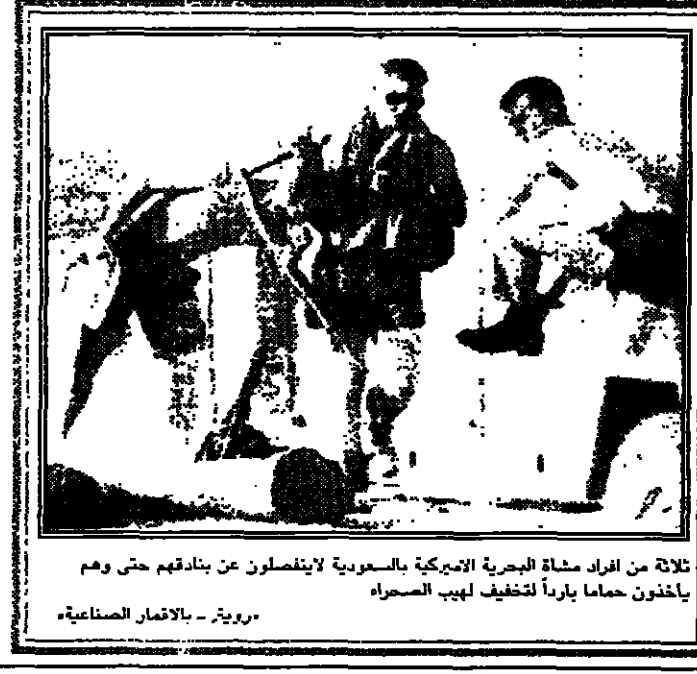 ثلاثة من افراد مشاة البحرية الاميركية بالسعودية لاينفصلون عن بنادقهم حتى وهم
يأخذون حماما بارداً لتخفيف لهيب الصحراء
«رويتر - بالاقمار الصناعية»